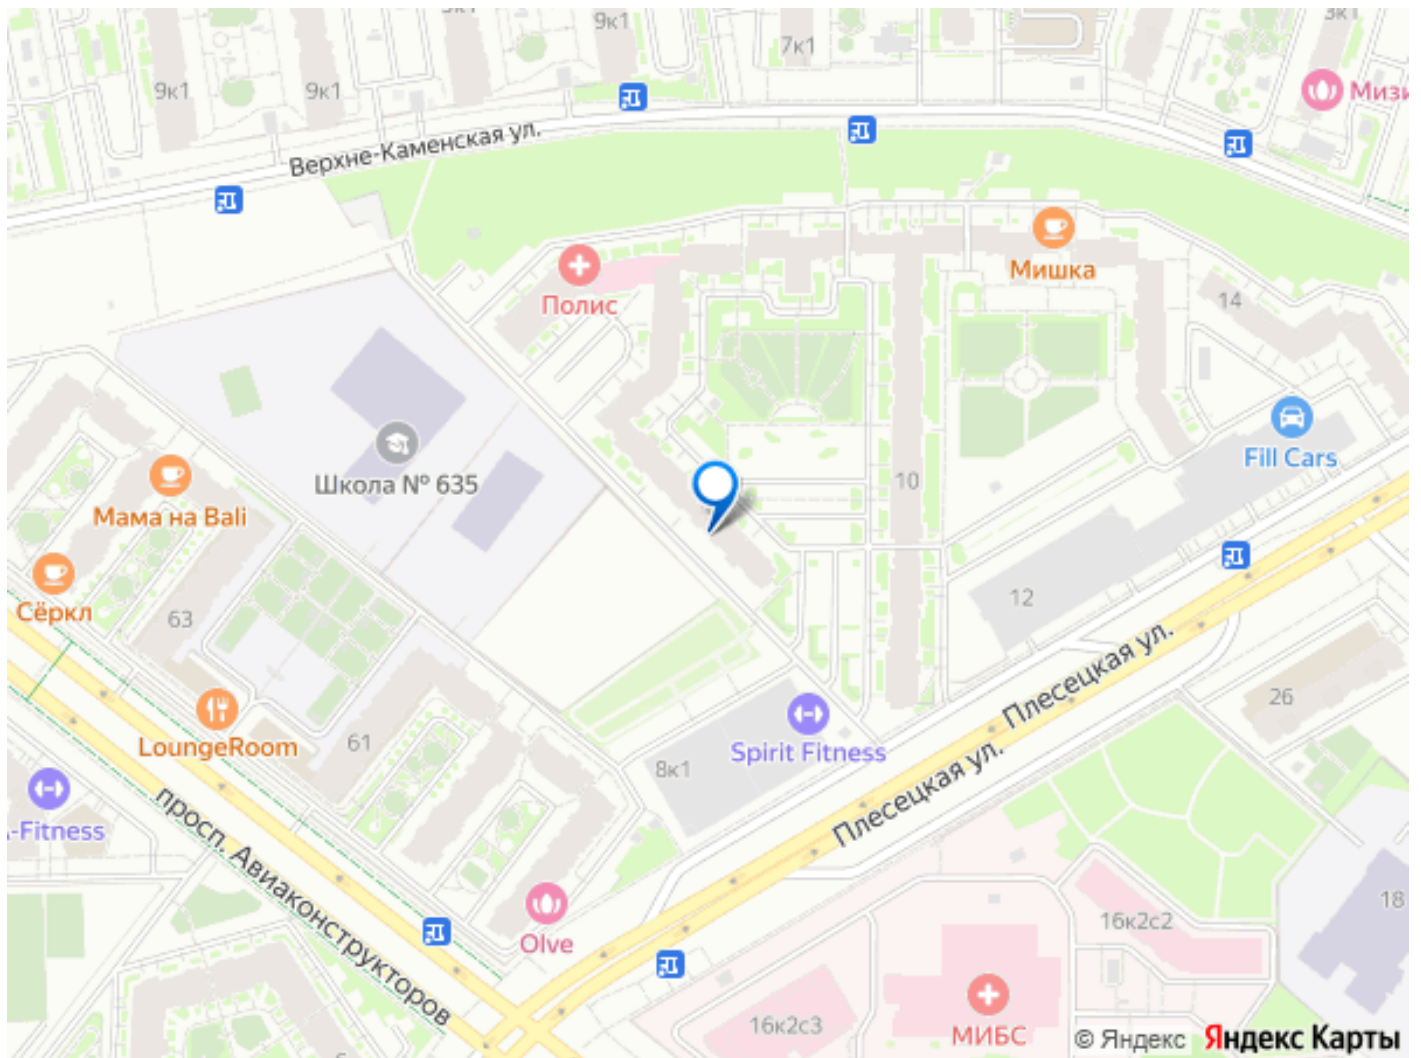 9к1
3к1
7к1
9к1
9к1
Мизи
Верхне-Каменская ул.
Полис
Мишка
14
Школа № 635
Fill Cars
10
Мама на Bali
Сёркл
63
12
Плесецкая ул.
26
LoungeRoom
61
Spirit Fitness
8к1
Плесецкая ул.
-Fitness
просп. Авиаконструкторов
Olve
18
16к2с2
16к2с3
МИБС
© Яндекс Яндекс Карты